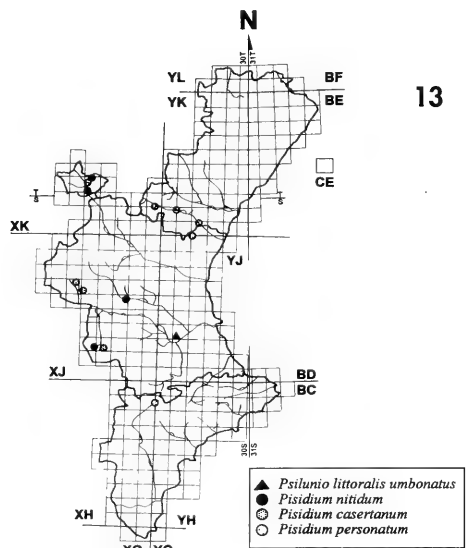 N
30T 31T
YL BF
YK BE
13
CE
T S
T S
XK
YJ
XJ BD
BC
30S 31S
XH YH
▲ Psilunio littoralis umbonatus
● Pisidium nitidum
Pisidium casertanum
○ Pisidium personatum